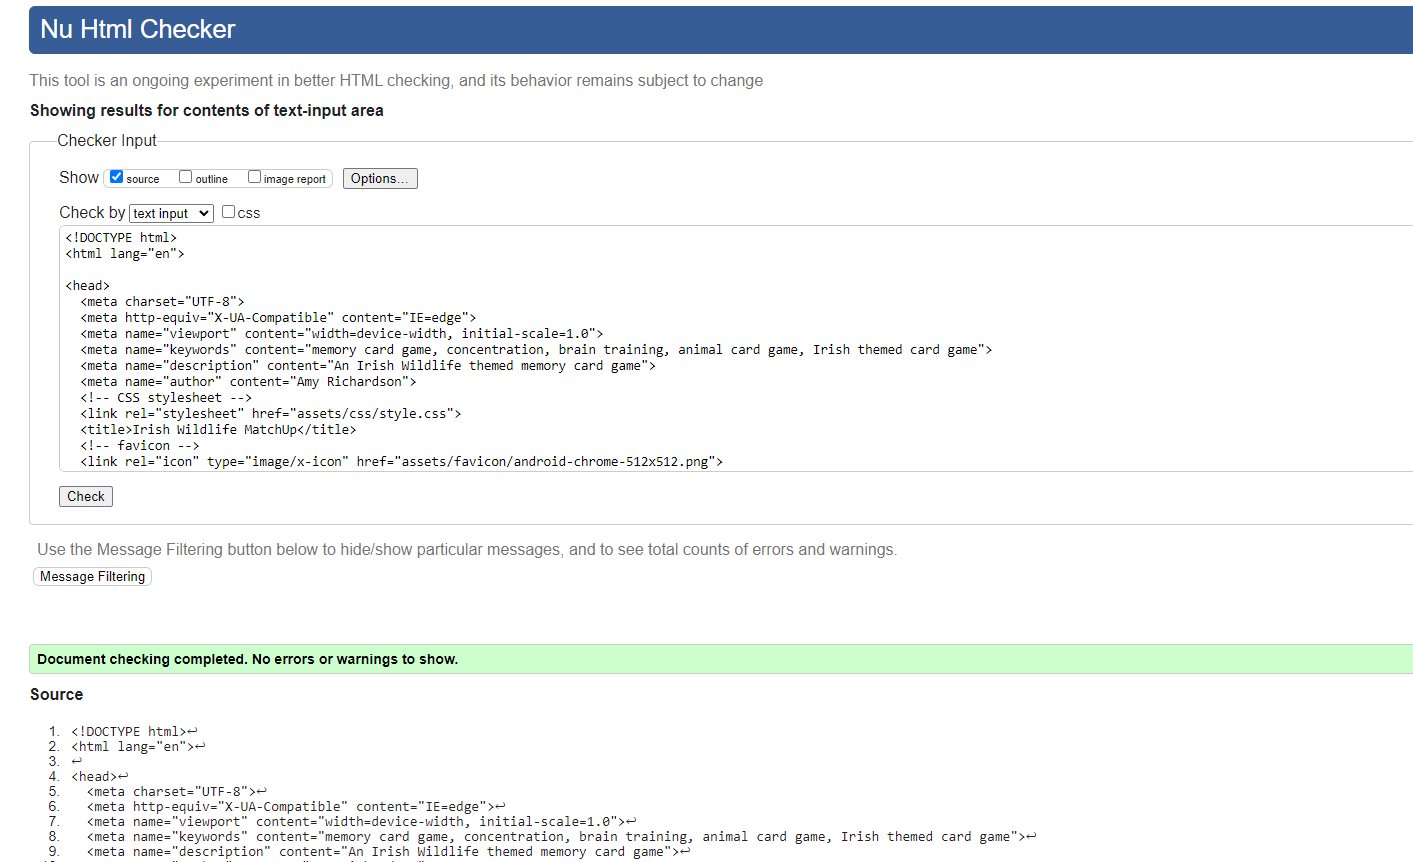 Nu Html Checker
This tool is an ongoing experiment in better HTML checking, and its behavior remains subject to change
Showing results for contents of text-input area
Checker Input
Show source outline image report Options...
Check by text input css
<!DOCTYPE html>
<html lang="en">
<head>
<meta charset="UTF-8">
<meta http-equiv="X-UA-Compatible" content="IE=edge">
<meta name="viewport" content="width=device-width, initial-scale=1.0">
<meta name="keywords" content="memory card game, concentration, brain training, animal card game, Irish themed card game">
<meta name="description" content="An Irish Wildlife themed memory card game">
<meta name="author" content="Amy Richardson">
<!-- CSS stylesheet -->
<link rel="stylesheet" href="assets/css/style.css">
<title>Irish Wildlife MatchUp</title>
<!-- favicon -->
<link rel="icon" type="image/x-icon" href="assets/favicon/android-chrome-512x512.png">
Check
Use the Message Filtering button below to hide/show particular messages, and to see total counts of errors and warnings.
Message Filtering
Document checking completed. No errors or warnings to show.
Source
1. <!DOCTYPE html>↩
2. <html lang="en">↩
3. ↩
4. <head>↩
5. <meta charset="UTF-8">↩
6. <meta http-equiv="X-UA-Compatible" content="IE=edge">↩
7. <meta name="viewport" content="width=device-width, initial-scale=1.0">↩
8. <meta name="keywords" content="memory card game, concentration, brain training, animal card game, Irish themed card game">↩
9. <meta name="description" content="An Irish Wildlife themed memory card game">↩